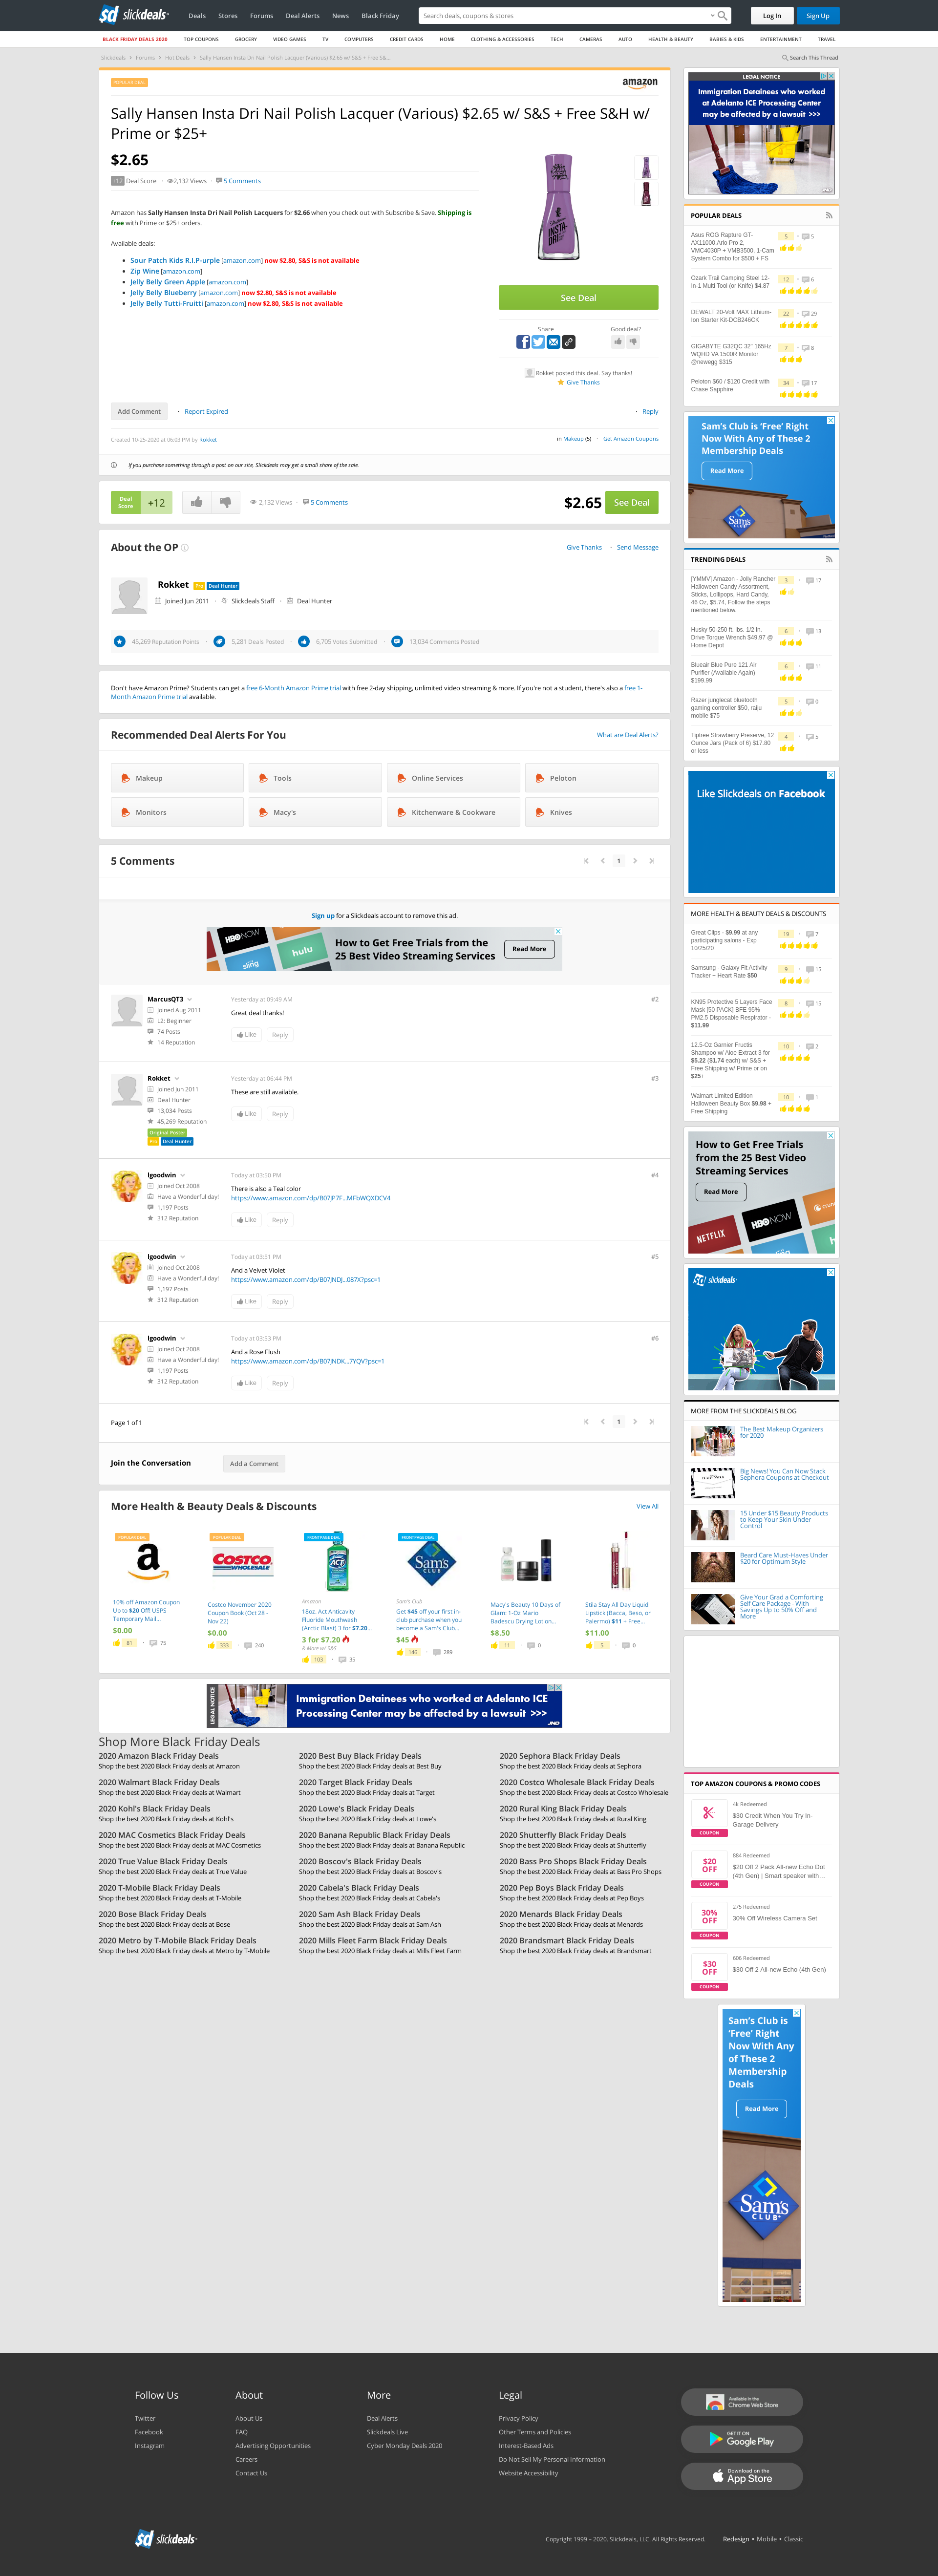 slickdeals
Deals Stores Forums Deal Alerts News Black Friday
Search deals, coupons & stores
Log In Sign Up
BLACK FRIDAY DEALS 2020 TOP COUPONS GROCERY VIDEO GAMES TV COMPUTERS CREDIT CARDS HOME CLOTHING & ACCESSORIES TECH CAMERAS AUTO HEALTH & BEAUTY BABIES & KIDS ENTERTAINMENT TRAVEL
Slickdeals > Forums > Hot Deals > Sally Hansen Insta Dri Nail Polish Lacquer (Various) $2.65 w/ S&S + Free S&...
Search This Thread
POPULAR DEAL
amazon
Sally Hansen Insta Dri Nail Polish Lacquer (Various) $2.65 w/ S&S + Free S&H w/
Prime or $25+
$2.65
+12 Deal Score 2,132 Views 5 Comments
Amazon has Sally Hansen Insta Dri Nail Polish Lacquers for $2.66 when you check out with Subscribe & Save. Shipping is
free with Prime or $25+ orders.
Available deals:
Sour Patch Kids R.I.P-urple [amazon.com] now $2.80, S&S is not available
Zip Wine [amazon.com]
Jelly Belly Green Apple [amazon.com]
Jelly Belly Blueberry [amazon.com] now $2.80, S&S is not available
Jelly Belly Tutti-Fruitti [amazon.com] now $2.80, S&S is not available
See Deal
Share Good deal?
Rokket posted this deal. Say thanks!
Give Thanks
Add Comment Report Expired Reply
Created 10-25-2020 at 06:03 PM by Rokket
in Makeup (5) Get Amazon Coupons
If you purchase something through a post on our site, Slickdeals may get a small share of the sale.
Deal
Score
+12
2,132 Views 5 Comments
$2.65 See Deal
About the OP
Give Thanks Send Message
Rokket Pro Deal Hunter
Joined Jun 2011 Slickdeals Staff Deal Hunter
45,269 Reputation Points 5,281 Deals Posted 6,705 Votes Submitted 13,034 Comments Posted
Don't have Amazon Prime? Students can get a free 6-Month Amazon Prime trial with free 2-day shipping, unlimited video streaming & more. If you're not a student, there's also a free 1-
Month Amazon Prime trial available.
Recommended Deal Alerts For You
What are Deal Alerts?
Makeup Tools Online Services Peloton
Monitors Macy's Kitchenware & Cookware Knives
5 Comments
1
Sign up for a Slickdeals account to remove this ad.
HBO NOW
sling
hulu
How to Get Free Trials from the
25 Best Video Streaming Services
Read More
MarcusQT3
Joined Aug 2011
L2: Beginner
74 Posts
14 Reputation
Yesterday at 09:49 AM
#2
Great deal thanks!
Like Reply
Rokket
Joined Jun 2011
Deal Hunter
13,034 Posts
45,269 Reputation
Original Poster
Pro Deal Hunter
Yesterday at 06:44 PM
#3
These are still available.
Like Reply
lgoodwin
Joined Oct 2008
Have a Wonderful day!
1,197 Posts
312 Reputation
Today at 03:50 PM
#4
There is also a Teal color
https://www.amazon.com/dp/B07JP7F...MFbWQXDCV4
Like Reply
lgoodwin
Joined Oct 2008
Have a Wonderful day!
1,197 Posts
312 Reputation
Today at 03:51 PM
#5
And a Velvet Violet
https://www.amazon.com/dp/B07JNDJ...087X?psc=1
Like Reply
lgoodwin
Joined Oct 2008
Have a Wonderful day!
1,197 Posts
312 Reputation
Today at 03:53 PM
#6
And a Rose Flush
https://www.amazon.com/dp/B07JNDK...7YQV?psc=1
Like Reply
Page 1 of 1
1
Join the Conversation Add a Comment
More Health & Beauty Deals & Discounts
View All
POPULAR DEAL
10% off Amazon Coupon
Up to $20 Off! USPS
Temporary Mail...
$0.00
81 75
POPULAR DEAL
COSTCO WHOLESALE
Costco November 2020
Coupon Book (Oct 28 -
Nov 22)
$0.00
333 240
FRONTPAGE DEAL
ACT
Amazon
18oz. Act Anticavity
Fluoride Mouthwash
(Arctic Blast) 3 for $7.20...
3 for $7.20
& More w/ S&S
103 35
FRONTPAGE DEAL
Sam's CLUB
Sam's Club
Get $45 off your first in-
club purchase when you
become a Sam's Club...
$45
146 289
Macy's Beauty 10 Days of
Glam: 1-Oz Mario
Badescu Drying Lotion...
$8.50
11 0
Stila Stay All Day Liquid
Lipstick (Bacca, Beso, or
Palermo) $11 + Free...
$11.00
5 0
LEGAL NOTICE
Immigration Detainees who worked at Adelanto ICE
Processing Center may be affected by a lawsuit >>>
JND
Shop More Black Friday Deals
2020 Amazon Black Friday Deals
Shop the best 2020 Black Friday deals at Amazon
2020 Best Buy Black Friday Deals
Shop the best 2020 Black Friday deals at Best Buy
2020 Sephora Black Friday Deals
Shop the best 2020 Black Friday deals at Sephora
2020 Walmart Black Friday Deals
Shop the best 2020 Black Friday deals at Walmart
2020 Target Black Friday Deals
Shop the best 2020 Black Friday deals at Target
2020 Costco Wholesale Black Friday Deals
Shop the best 2020 Black Friday deals at Costco Wholesale
2020 Kohl's Black Friday Deals
Shop the best 2020 Black Friday deals at Kohl's
2020 Lowe's Black Friday Deals
Shop the best 2020 Black Friday deals at Lowe's
2020 Rural King Black Friday Deals
Shop the best 2020 Black Friday deals at Rural King
2020 MAC Cosmetics Black Friday Deals
Shop the best 2020 Black Friday deals at MAC Cosmetics
2020 Banana Republic Black Friday Deals
Shop the best 2020 Black Friday deals at Banana Republic
2020 Shutterfly Black Friday Deals
Shop the best 2020 Black Friday deals at Shutterfly
2020 True Value Black Friday Deals
Shop the best 2020 Black Friday deals at True Value
2020 Boscov's Black Friday Deals
Shop the best 2020 Black Friday deals at Boscov's
2020 Bass Pro Shops Black Friday Deals
Shop the best 2020 Black Friday deals at Bass Pro Shops
2020 T-Mobile Black Friday Deals
Shop the best 2020 Black Friday deals at T-Mobile
2020 Cabela's Black Friday Deals
Shop the best 2020 Black Friday deals at Cabela's
2020 Pep Boys Black Friday Deals
Shop the best 2020 Black Friday deals at Pep Boys
2020 Bose Black Friday Deals
Shop the best 2020 Black Friday deals at Bose
2020 Sam Ash Black Friday Deals
Shop the best 2020 Black Friday deals at Sam Ash
2020 Menards Black Friday Deals
Shop the best 2020 Black Friday deals at Menards
2020 Metro by T-Mobile Black Friday Deals
Shop the best 2020 Black Friday deals at Metro by T-Mobile
2020 Mills Fleet Farm Black Friday Deals
Shop the best 2020 Black Friday deals at Mills Fleet Farm
2020 Brandsmart Black Friday Deals
Shop the best 2020 Black Friday deals at Brandsmart
LEGAL NOTICE
Immigration Detainees who worked
at Adelanto ICE Processing Center
may be affected by a lawsuit >>>
JND
POPULAR DEALS
Asus ROG Rapture GT-
AX11000,Arlo Pro 2,
VMC4030P + VMB3500, 1-Cam
System Combo for $500 + FS
5 5
Ozark Trail Camping Steel 12-
In-1 Multi Tool (or Knife) $4.87
12 6
DEWALT 20-Volt MAX Lithium-
Ion Starter Kit-DCB246CK
22 29
GIGABYTE G32QC 32" 165Hz
WQHD VA 1500R Monitor
@newegg $315
7 8
Peloton $60 / $120 Credit with
Chase Sapphire
34 17
Sam's Club is 'Free' Right
Now With Any of These 2
Membership Deals
Read More
Sam's CLUB
TRENDING DEALS
[YMMV] Amazon - Jolly Rancher
Halloween Candy Assortment,
Sticks, Lollipops, Hard Candy,
46 Oz, $5.74, Follow the steps
mentioned below.
3 17
Husky 50-250 ft. lbs. 1/2 in.
Drive Torque Wrench $49.97 @
Home Depot
6 13
Blueair Blue Pure 121 Air
Purifier (Available Again)
$199.99
6 11
Razer junglecat bluetooth
gaming controller $50, raiju
mobile $75
5 0
Tiptree Strawberry Preserve, 12
Ounce Jars (Pack of 6) $17.80
or less
4 5
Like Slickdeals on Facebook
MORE HEALTH & BEAUTY DEALS & DISCOUNTS
Great Clips - $9.99 at any
participating salons - Exp
10/25/20
19 7
Samsung - Galaxy Fit Activity
Tracker + Heart Rate $50
9 15
KN95 Protective 5 Layers Face
Mask [50 PACK] BFE 95%
PM2.5 Disposable Respirator -
$11.99
8 15
12.5-Oz Garnier Fructis
Shampoo w/ Aloe Extract 3 for
$5.22 ($1.74 each) w/ S&S +
Free Shipping w/ Prime or on
$25+
10 2
Walmart Limited Edition
Halloween Beauty Box $9.98 +
Free Shipping
10 1
How to Get Free Trials
from the 25 Best Video
Streaming Services
Read More
NETFLIX
HBO NOW
slickdeals
MORE FROM THE SLICKDEALS BLOG
The Best Makeup Organizers
for 2020
Big News! You Can Now Stack
Sephora Coupons at Checkout
15 Under $15 Beauty Products
to Keep Your Skin Under
Control
Beard Care Must-Haves Under
$20 for Optimum Style
Give Your Grad a Comforting
Self Care Package - With
Savings Up to 50% Off and
More
TOP AMAZON COUPONS & PROMO CODES
COUPON
4k Redeemed
$30 Credit When You Try In-
Garage Delivery
$20
OFF
COUPON
884 Redeemed
$20 Off 2 Pack All-new Echo Dot
(4th Gen) | Smart speaker with...
30%
OFF
COUPON
275 Redeemed
30% Off Wireless Camera Set
$30
OFF
COUPON
606 Redeemed
$30 Off 2 All-new Echo (4th Gen)
Sam's Club is
'Free' Right
Now With Any
of These 2
Membership
Deals
Read More
Sam's CLUB
Follow Us
Twitter
Facebook
Instagram
About
About Us
FAQ
Advertising Opportunities
Careers
Contact Us
More
Deal Alerts
Slickdeals Live
Cyber Monday Deals 2020
Legal
Privacy Policy
Other Terms and Policies
Interest-Based Ads
Do Not Sell My Personal Information
Website Accessibility
Available in the
Chrome Web Store
GET IT ON
Google Play
Download on the
App Store
slickdeals
Copyright 1999 - 2020. Slickdeals, LLC. All Rights Reserved.
Redesign • Mobile • Classic